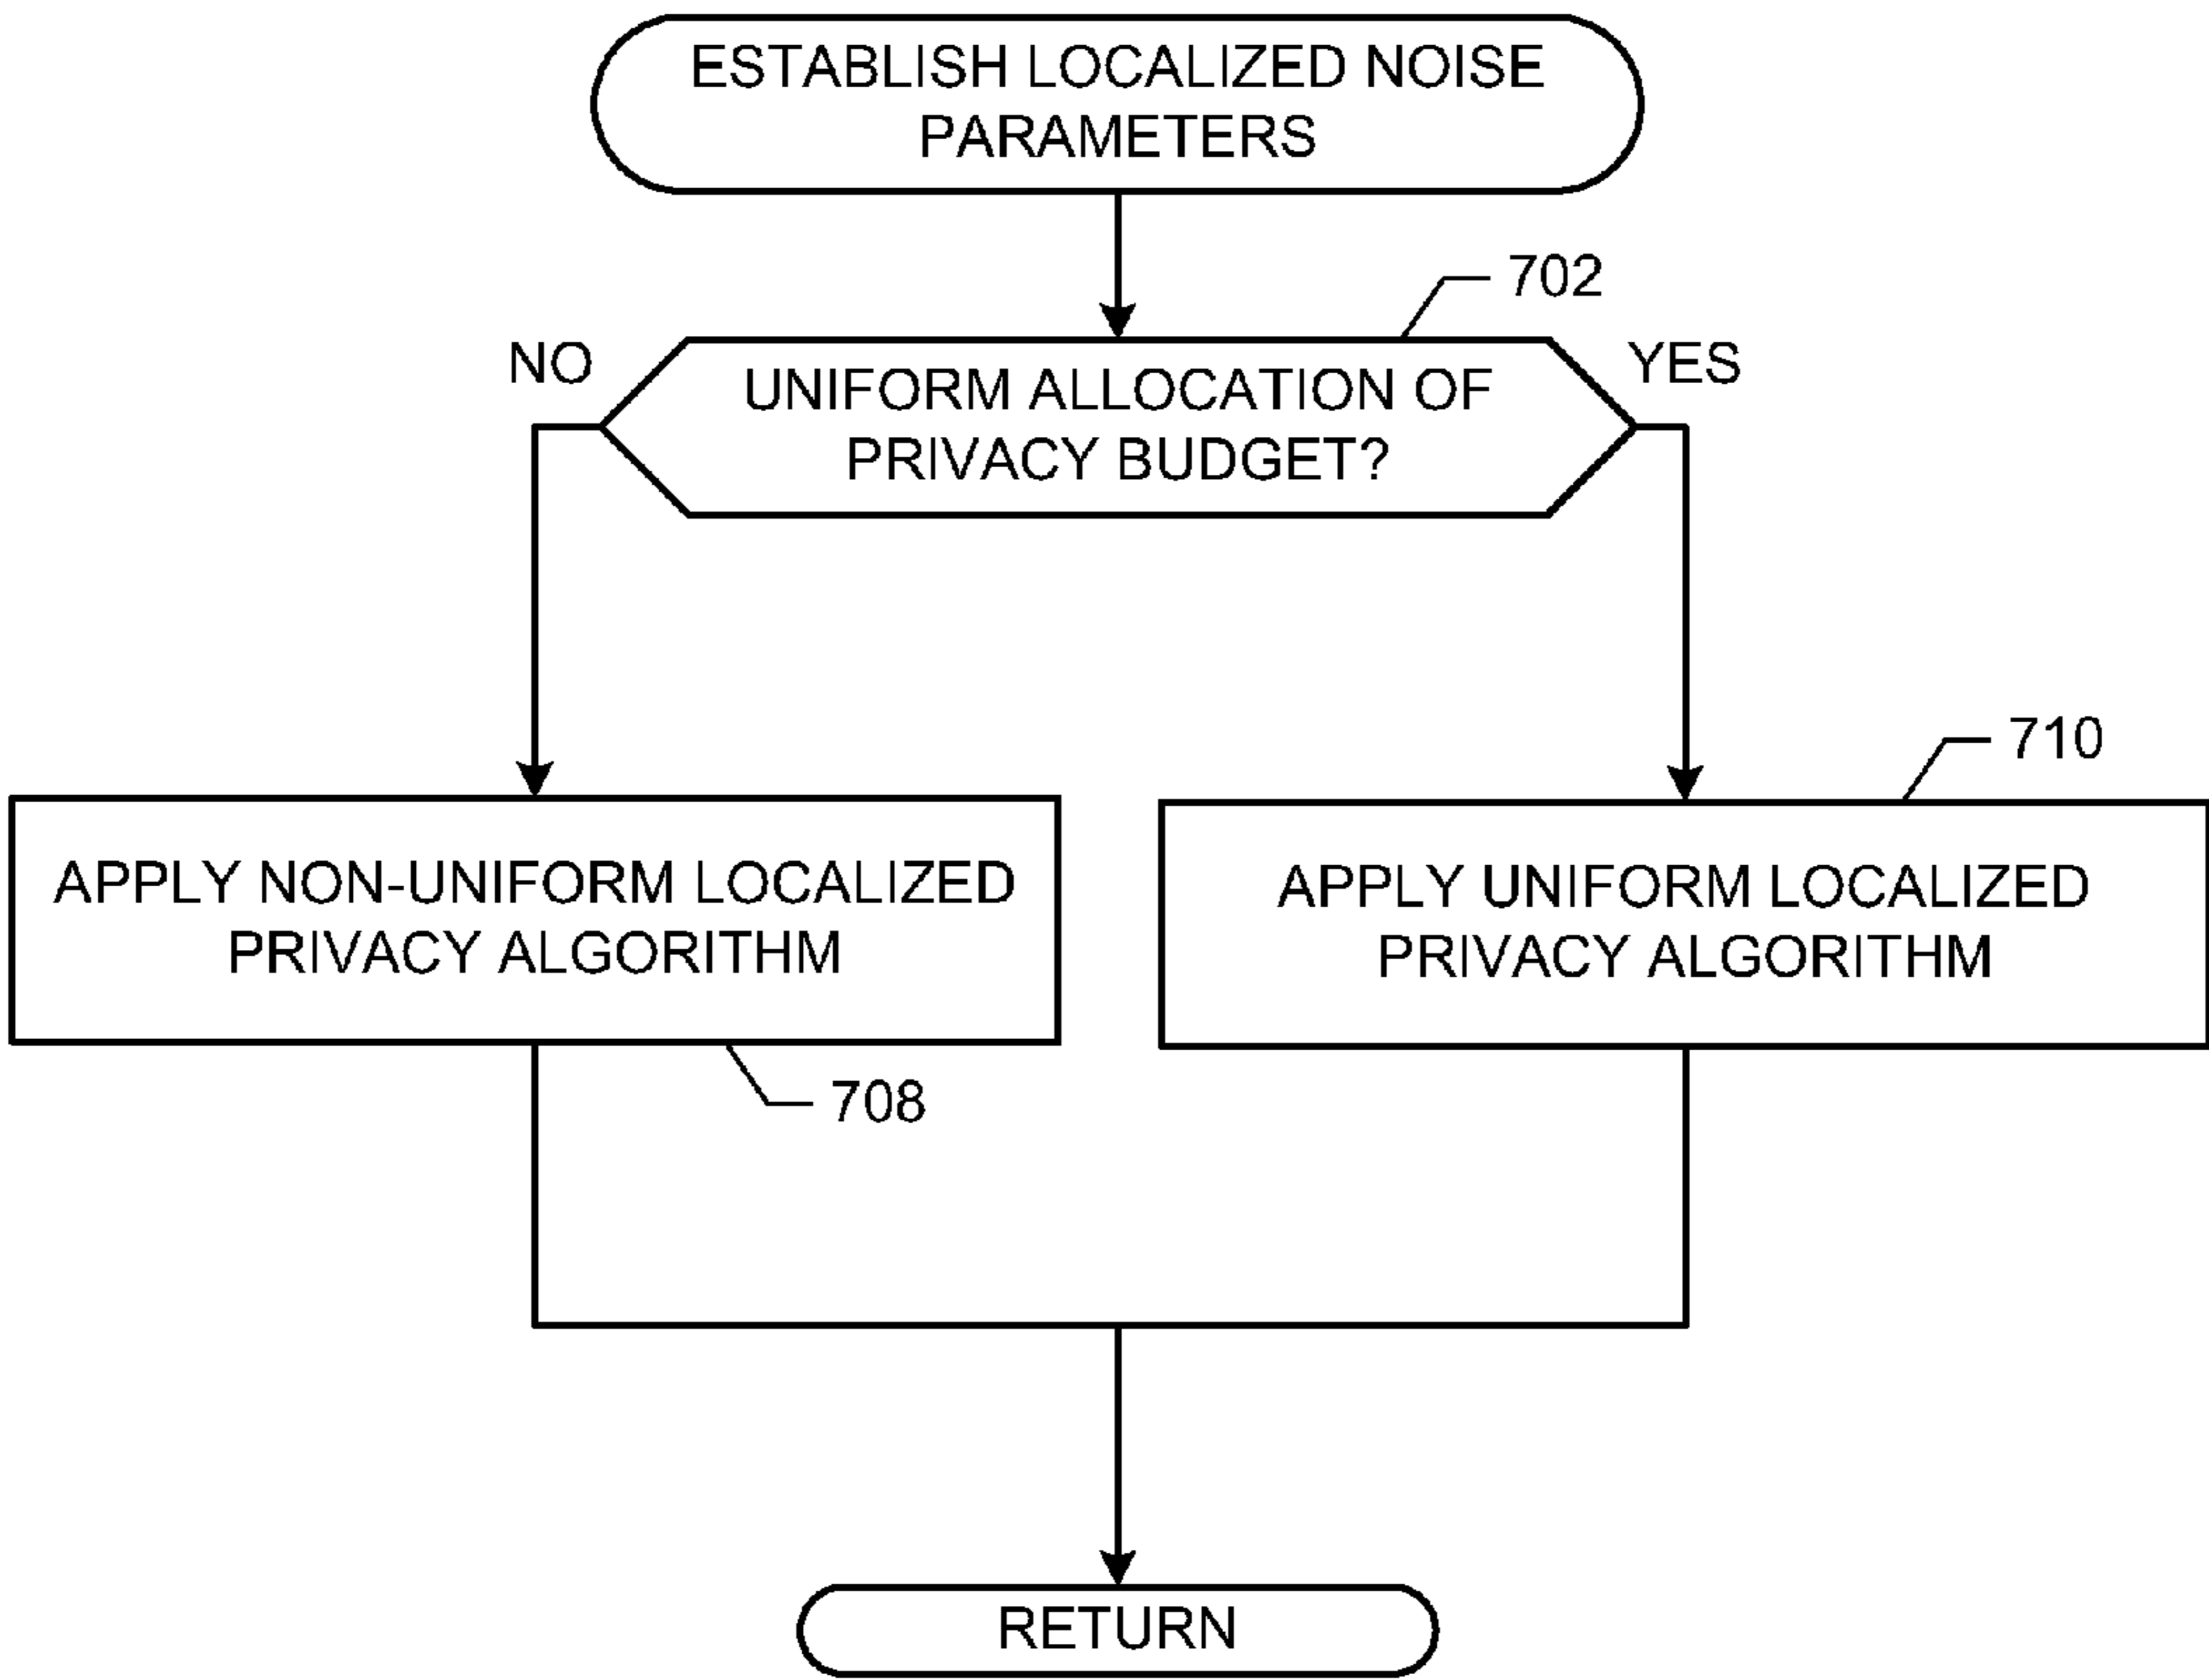 ESTABLISH LOCALIZED NOISE
PARAMETERS
702
NO
YES
UNIFORM ALLOCATION OF
PRIVACY BUDGET?
710
APPLY NON-UNIFORM LOCALIZED
PRIVACY ALGORITHM
APPLY UNIFORM LOCALIZED
PRIVACY ALGORITHM
708
RETURN